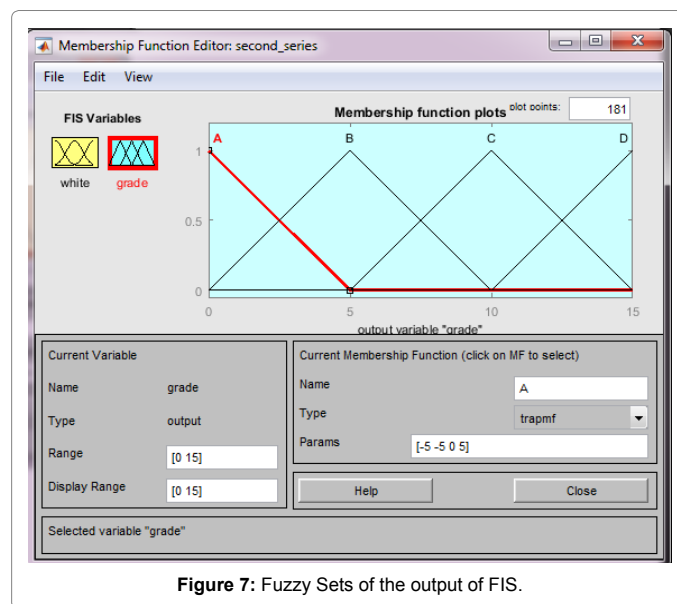 Membership Function Editor: second_series
File Edit View
FIS Variables
white grade
Membership function plots plot points: 181
A B C D
1
0.5
0
0 5 10 15
output variable "grade"
Current Variable
Name grade
Type output
Range [0 15]
Display Range [0 15]
Current Membership Function (click on MF to select)
Name A
Type trapmf
Params [-5 -5 0 5]
Help Close
Selected variable "grade"
Figure 7: Fuzzy Sets of the output of FIS.